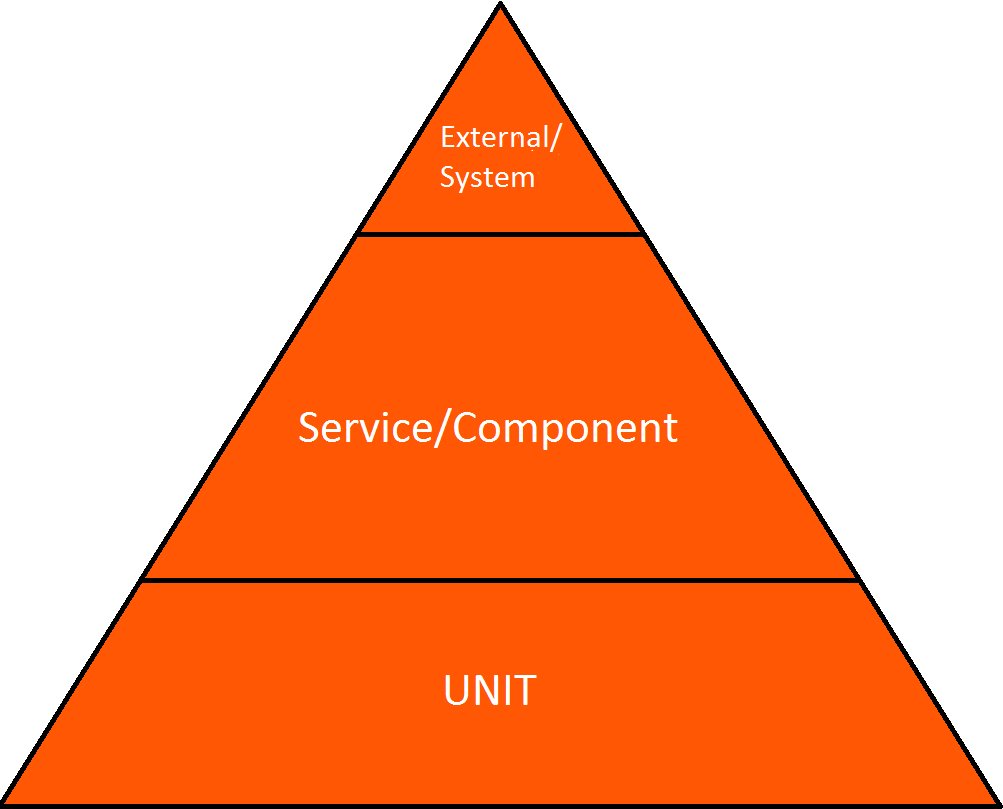 External/
System
Service/Component
UNIT